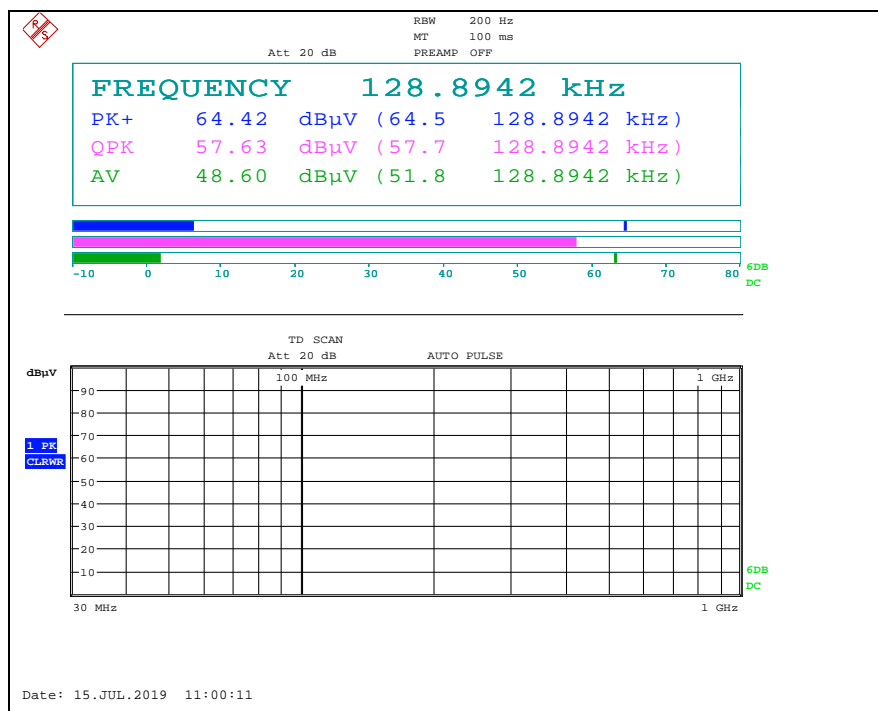 R
S
RBW 200 Hz
MT 100 ms
Att 20 dB PREAMP OFF
FREQUENCY 128.8942 kHz
PK+ 64.42 dBµV (64.5 128.8942 kHz)
QPK 57.63 dBµV (57.7 128.8942 kHz)
AV 48.60 dBµV (51.8 128.8942 kHz)
-10 0 10 20 30 40 50 60 70 80
6DB
DC
TD SCAN
Att 20 dB AUTO PULSE
dBµV
100 MHz 1 GHz
90
80
70
1 PK
CLRWR
60
50
40
30
20
10
6DB
DC
30 MHz 1 GHz
Date: 15.JUL.2019 11:00:11